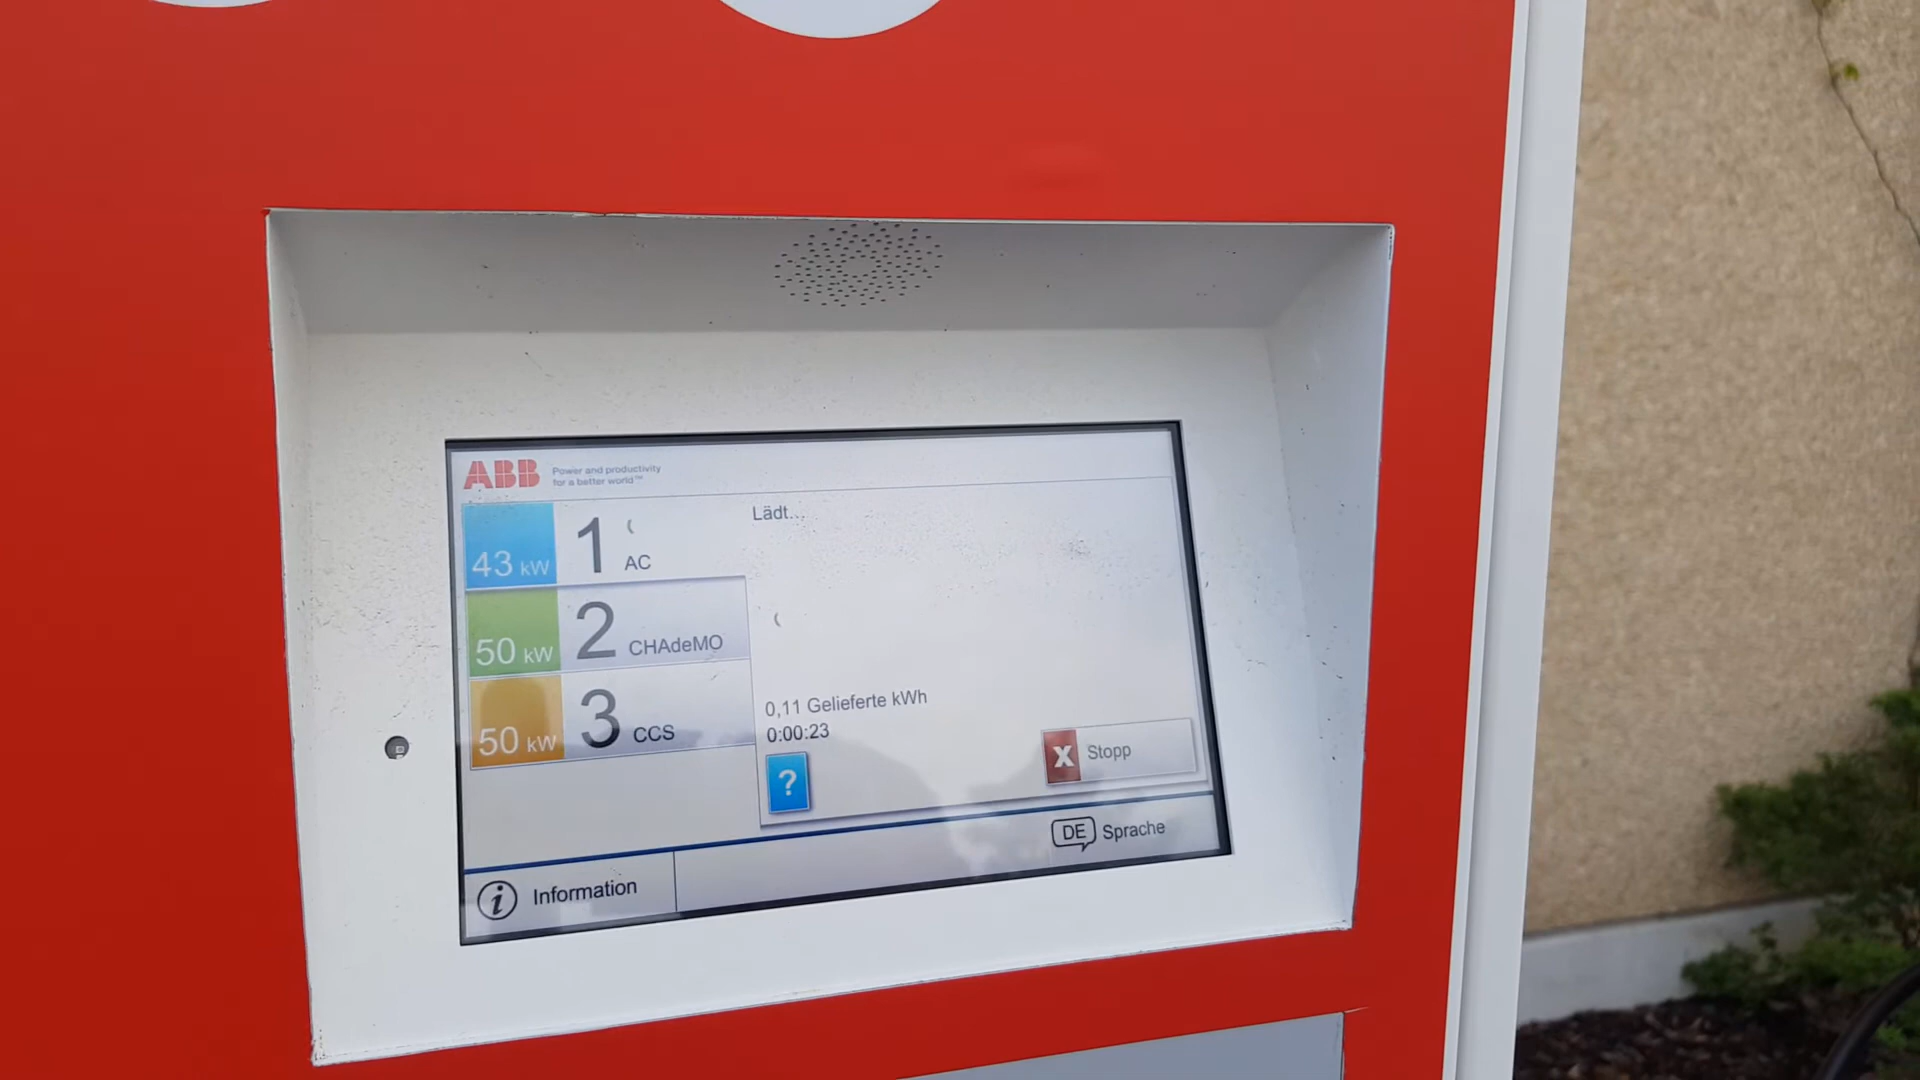 ABB
Power and productivity
for a better world™
43 kW 1 AC
50 kW 2 CHAdeMO
50 kW 3 CCS
Lädt...
0,11 Gelieferte kWh
0:00:23
?
X Stopp
DE Sprache
i Information